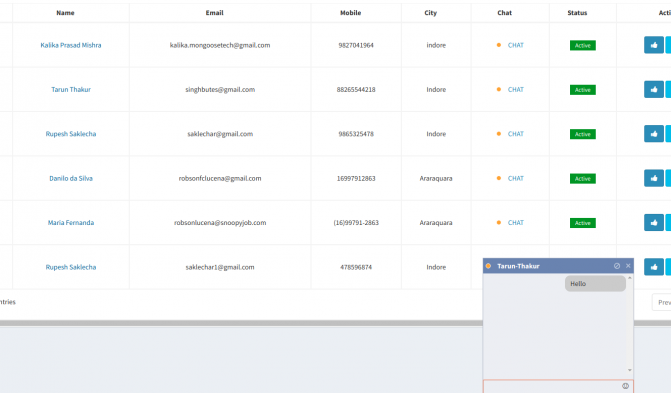 Name Email Mobile City Chat Status Acti
Kalika Prasad Mishra kalika.mongoosetech@gmail.com 9827041964 indore CHAT Active
Tarun Thakur singhbutes@gmail.com 88265544218 Indore CHAT Active
Rupesh Saklecha saklechar@gmail.com 9865325478 Indore CHAT Active
Danilo da Silva robsonfclucena@gmail.com 16997912863 Araraquara CHAT Active
Maria Fernanda robsonlucena@snoopyjob.com (16)99791-2863 Araraquara CHAT Active
Rupesh Saklecha saklechar1@gmail.com 478596874 Indore
Tarun-Thakur
Hello
ntries Prev